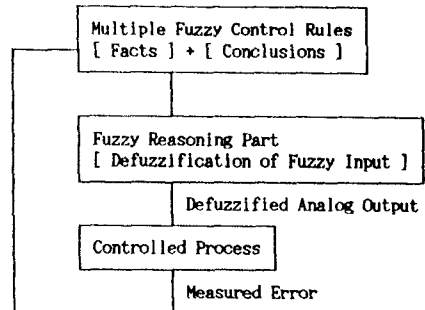 Multiple Fuzzy Control Rules
[ Facts ] + [ Conclusions ]
Fuzzy Reasoning Part
[ Defuzzification of Fuzzy Input ]
Defuzzified Analog Output
Controlled Process
Measured Error